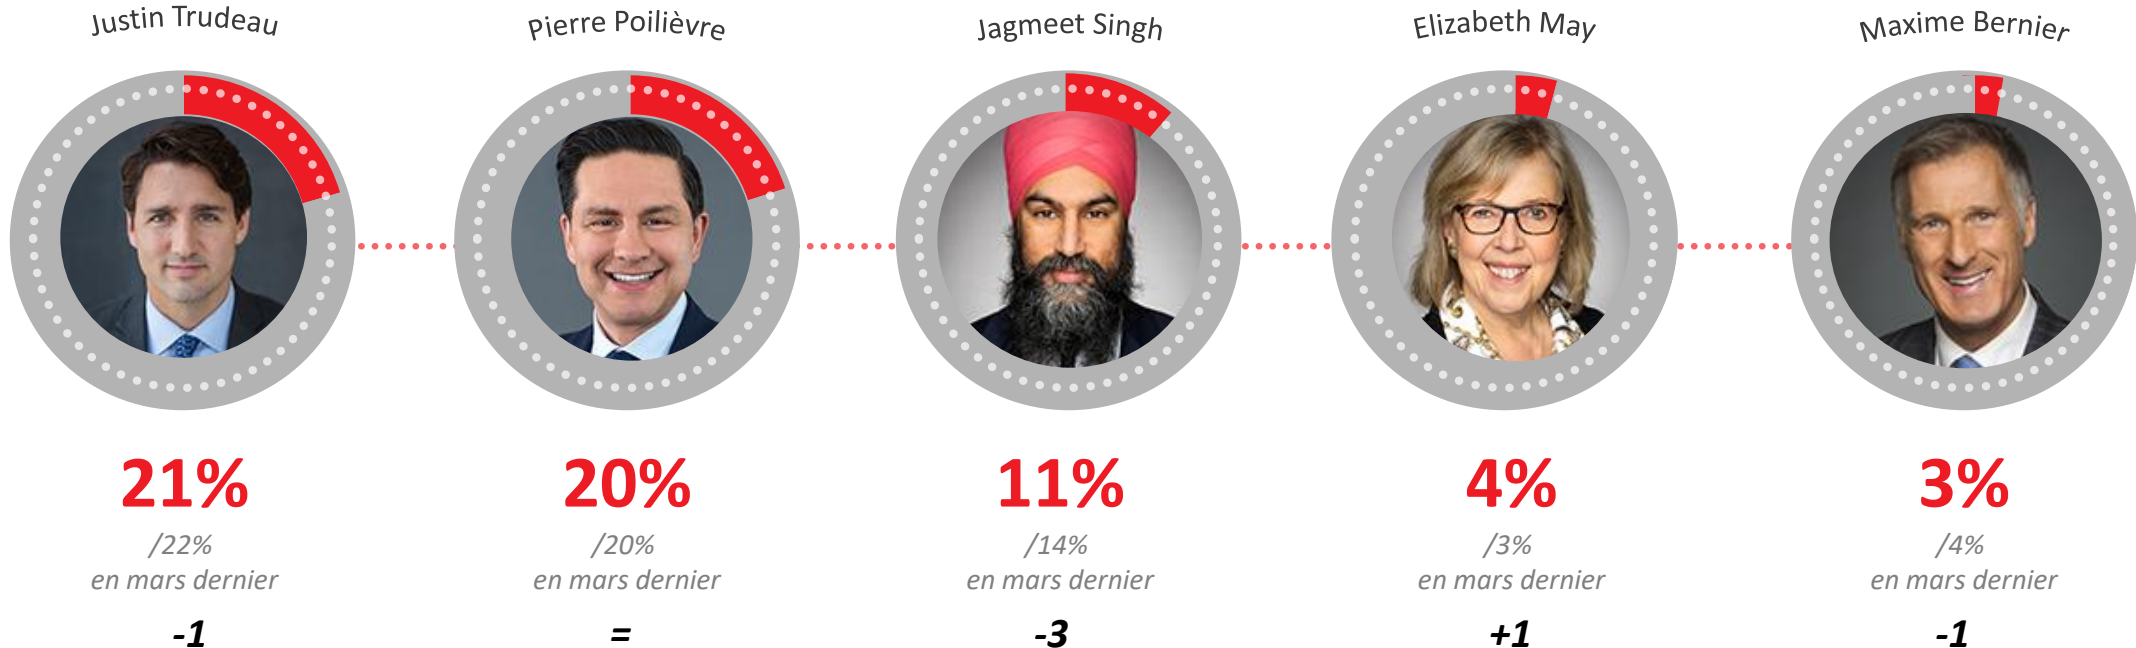 Justin Trudeau
Pierre Poilièvre
Jagmeet Singh
Elizabeth May
Maxime Bernier
21%
20%
11%
4%
3%
/22%
en mars dernier
/20%
en mars dernier
/14%
en mars dernier
/3%
en mars dernier
/4%
en mars dernier
-1
=
-3
+1
-1